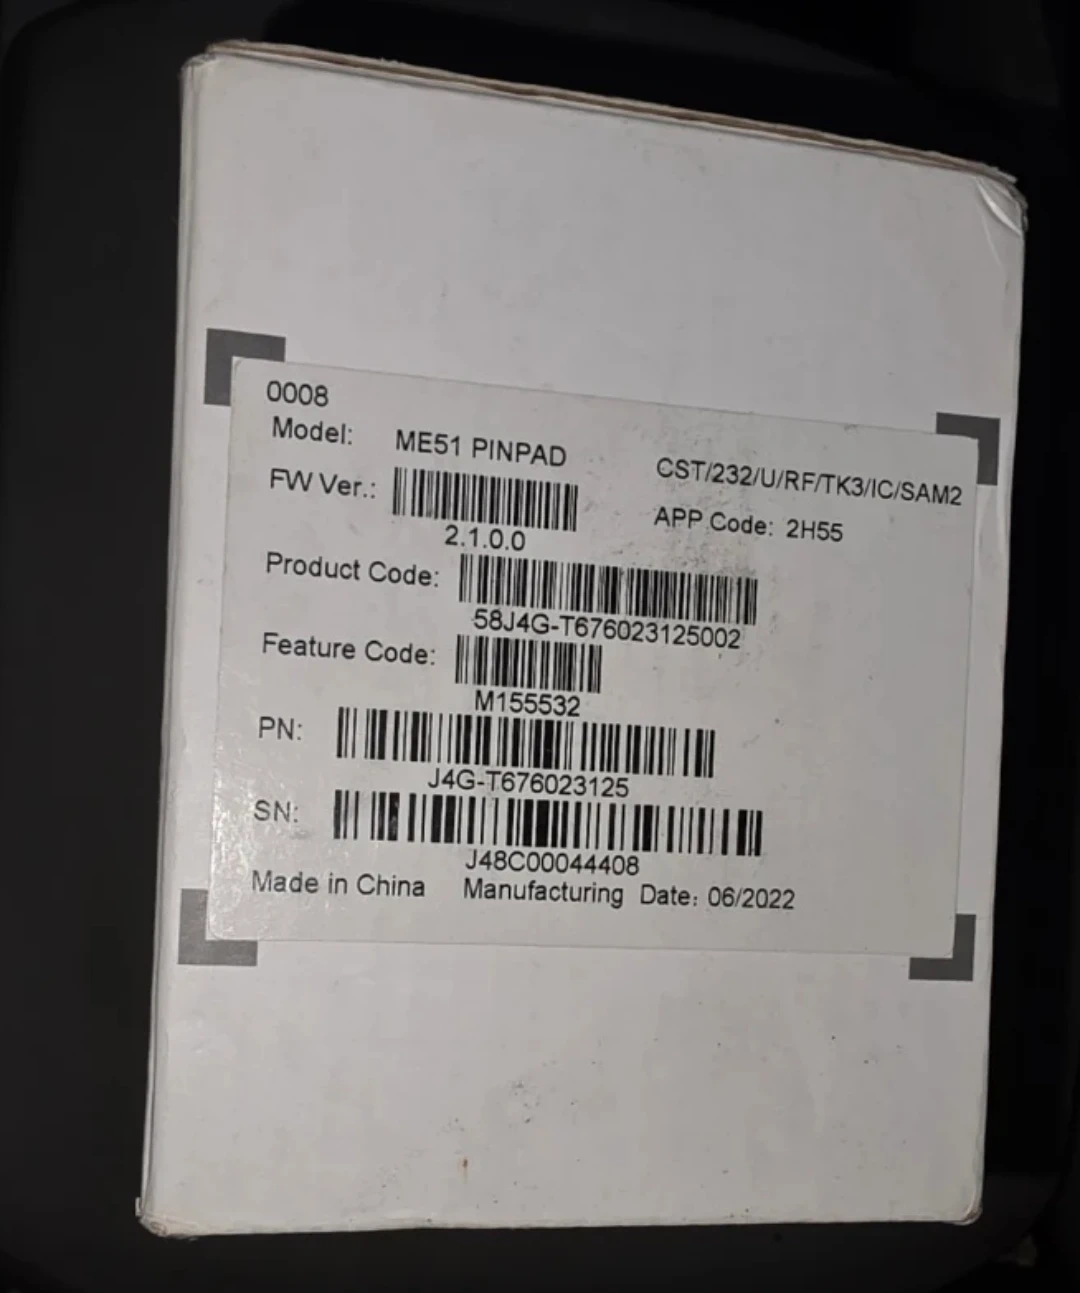 0008
Model: ME51 PINPAD CST/232/U/RF/TK3/IC/SAM2
FW Ver.: APP Code: 2H55
2.1.0.0
Product Code:
58J4G-T676023125002
Feature Code:
M155532
PN:
J4G-T676023125
SN:
J48C00044408
Made in China Manufacturing Date: 06/2022